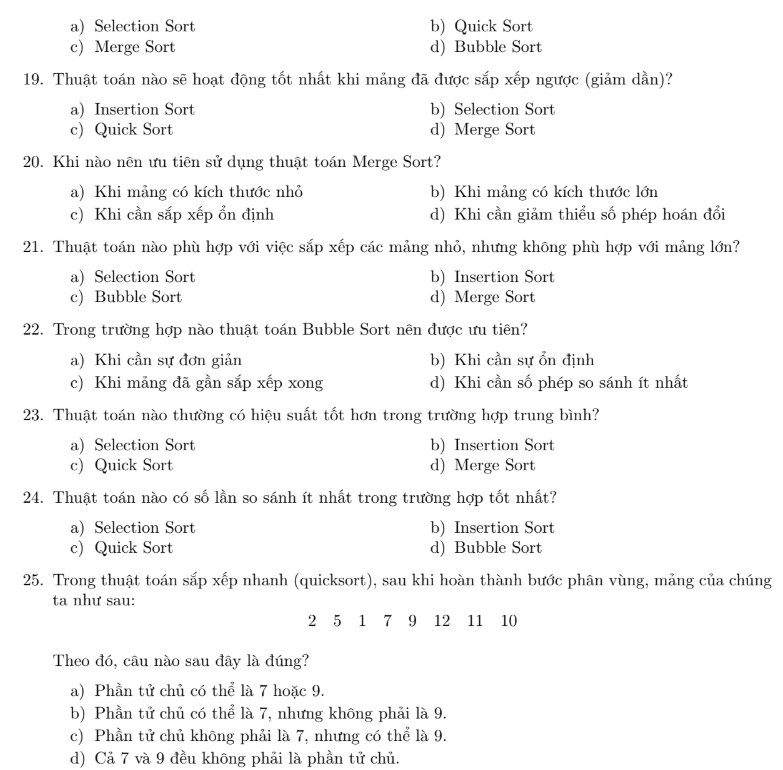 a) Selection Sort b) Quick Sort
c) Merge Sort d) Bubble Sort
19. Thuật toán nào sẽ hoạt động tốt nhất khi mảng đã được sắp xếp ngược (giảm dần)?
a) Insertion Sort b) Selection Sort
c) Quick Sort d) Merge Sort
20. Khi nào nên ưu tiên sử dụng thuật toán Merge Sort?
a) Khi mảng có kích thước nhỏ b) Khi mảng có kích thước lớn
c) Khi cần sắp xếp ổn định d) Khi cần giảm thiểu số phép hoán đổi
21. Thuật toán nào phù hợp với việc sắp xếp các mảng nhỏ, nhưng không phù hợp với mảng lớn?
a) Selection Sort b) Insertion Sort
c) Bubble Sort d) Merge Sort
22. Trong trường hợp nào thuật toán Bubble Sort nên được ưu tiên?
a) Khi cần sự đơn giản b) Khi cần sự ổn định
c) Khi mảng đã gần sắp xếp xong d) Khi cần số phép so sánh ít nhất
23. Thuật toán nào thường có hiệu suất tốt hơn trong trường hợp trung bình?
a) Selection Sort b) Insertion Sort
c) Quick Sort d) Merge Sort
24. Thuật toán nào có số lần so sánh ít nhất trong trường hợp tốt nhất?
a) Selection Sort b) Insertion Sort
c) Quick Sort d) Bubble Sort
25. Trong thuật toán sắp xếp nhanh (quicksort), sau khi hoàn thành bước phân vùng, mảng của chúng
ta như sau:
2 5 1 7 9 12 11 10
Theo đó, câu nào sau đây là đúng?
a) Phần tử chủ có thể là 7 hoặc 9.
b) Phần tử chủ có thể là 7, nhưng không phải là 9.
c) Phần tử chủ không phải là 7, nhưng có thể là 9.
d) Cả 7 và 9 đều không phải là phần tử chủ.